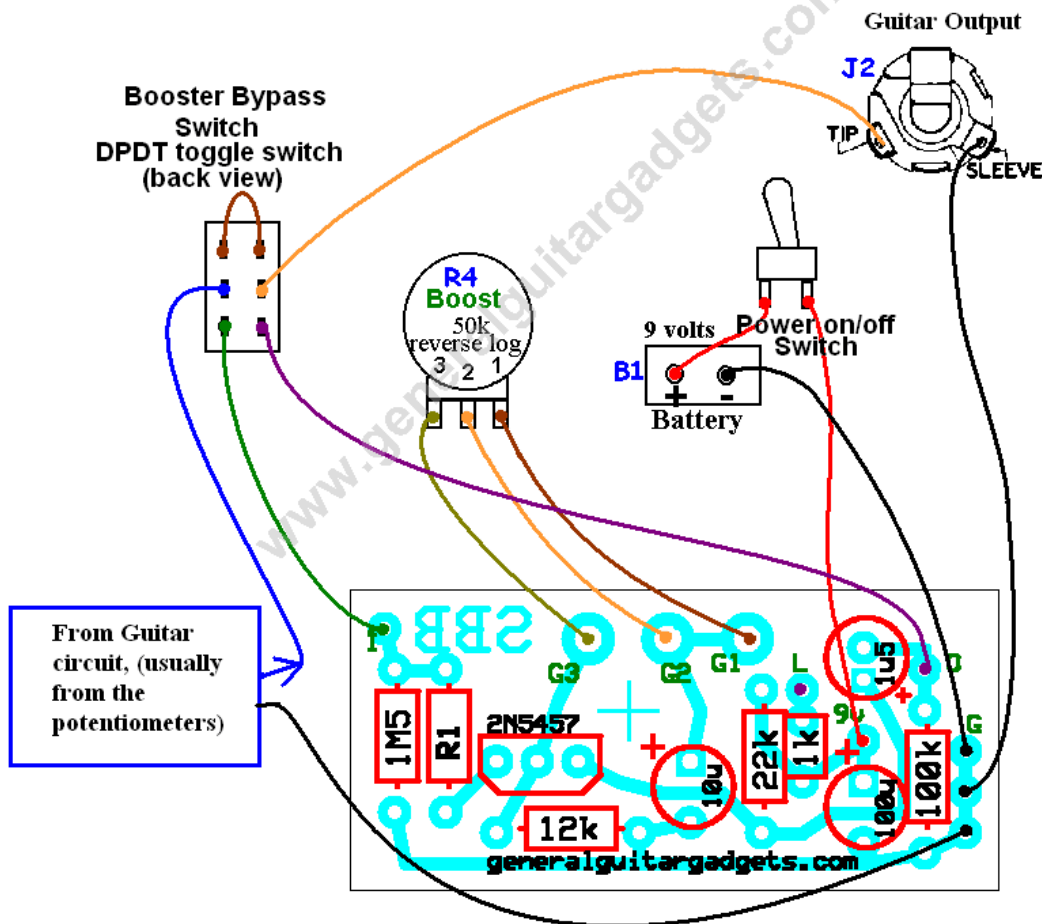 Guitar Output
J2
TIP
SLEEVE
Booster Bypass
Switch
DPDT toggle switch
(back view)
R4
Boost
50k
reverse log
3 2 1
9 volts
Power on/off
Switch
B1
+ -
Battery
www.generalguitargadgets.com
From Guitar
circuit, (usually
from the
potentiometers)
I
SBB
G3
G2
G1
L
9v
O
G
1u5
+
1M5
R1
2N5457
+
10u
22k
1k
+
100u
100k
12k
generalguitargadgets.com